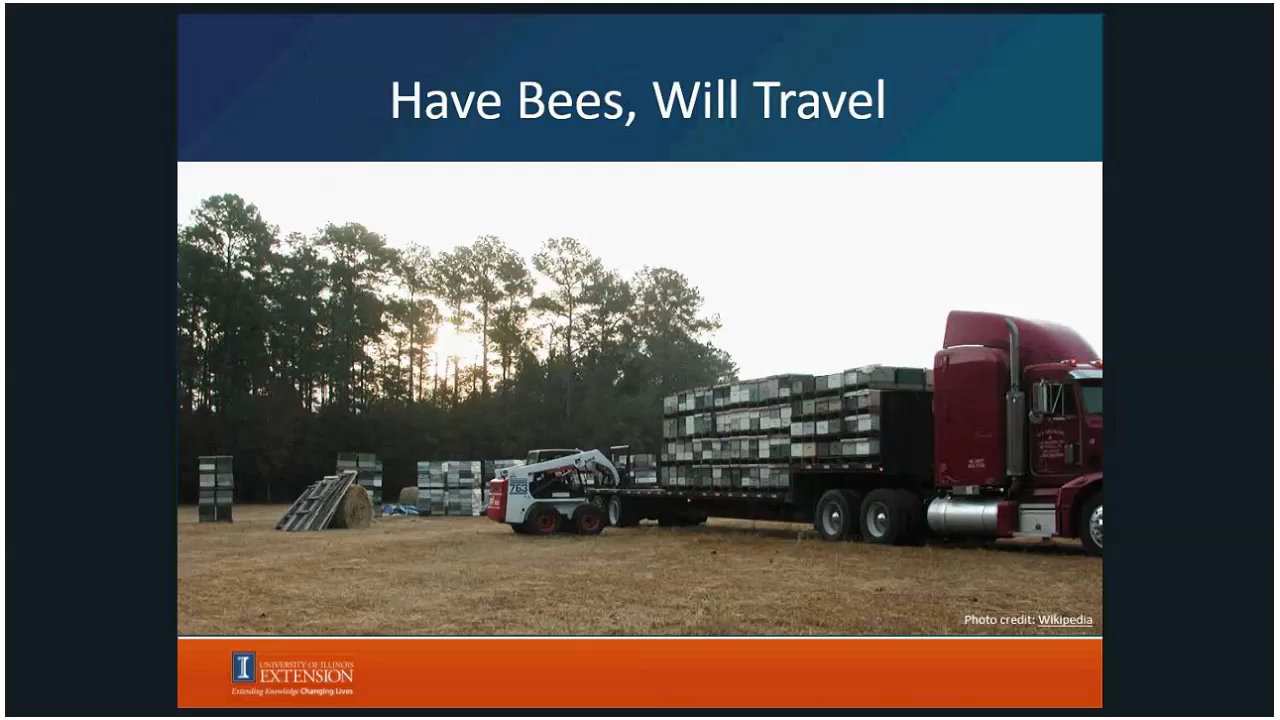 Have Bees, Will Travel
763
Photo credit: Wikipedia
I
UNIVERSITY OF ILLINOIS
EXTENSION
Extending Knowledge Changing Lives